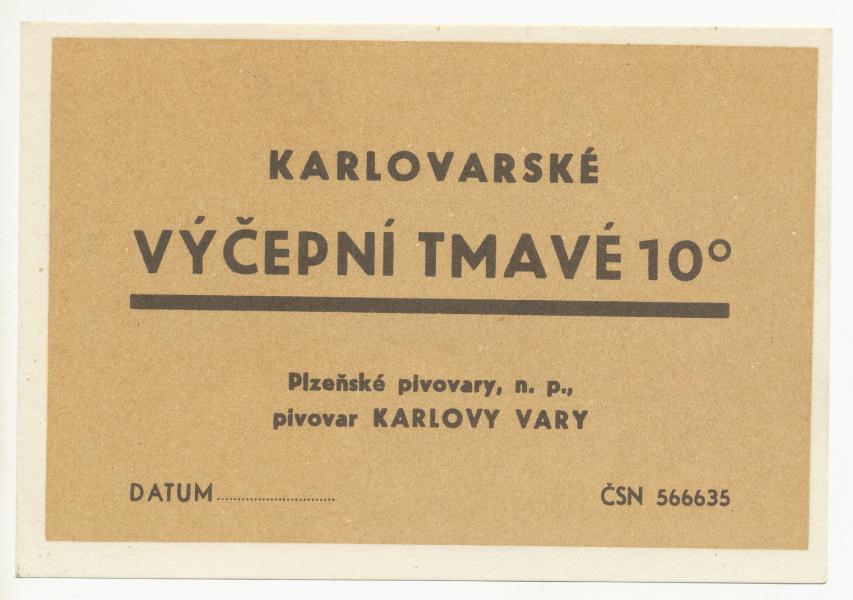 KARLOVARSKÉ
VÝČEPNÍ TMAVÉ 10°
Plzeňské pivovary, n. p.,
pivovar KARLOVY VARY
DATUM..............................
ČSN 566635